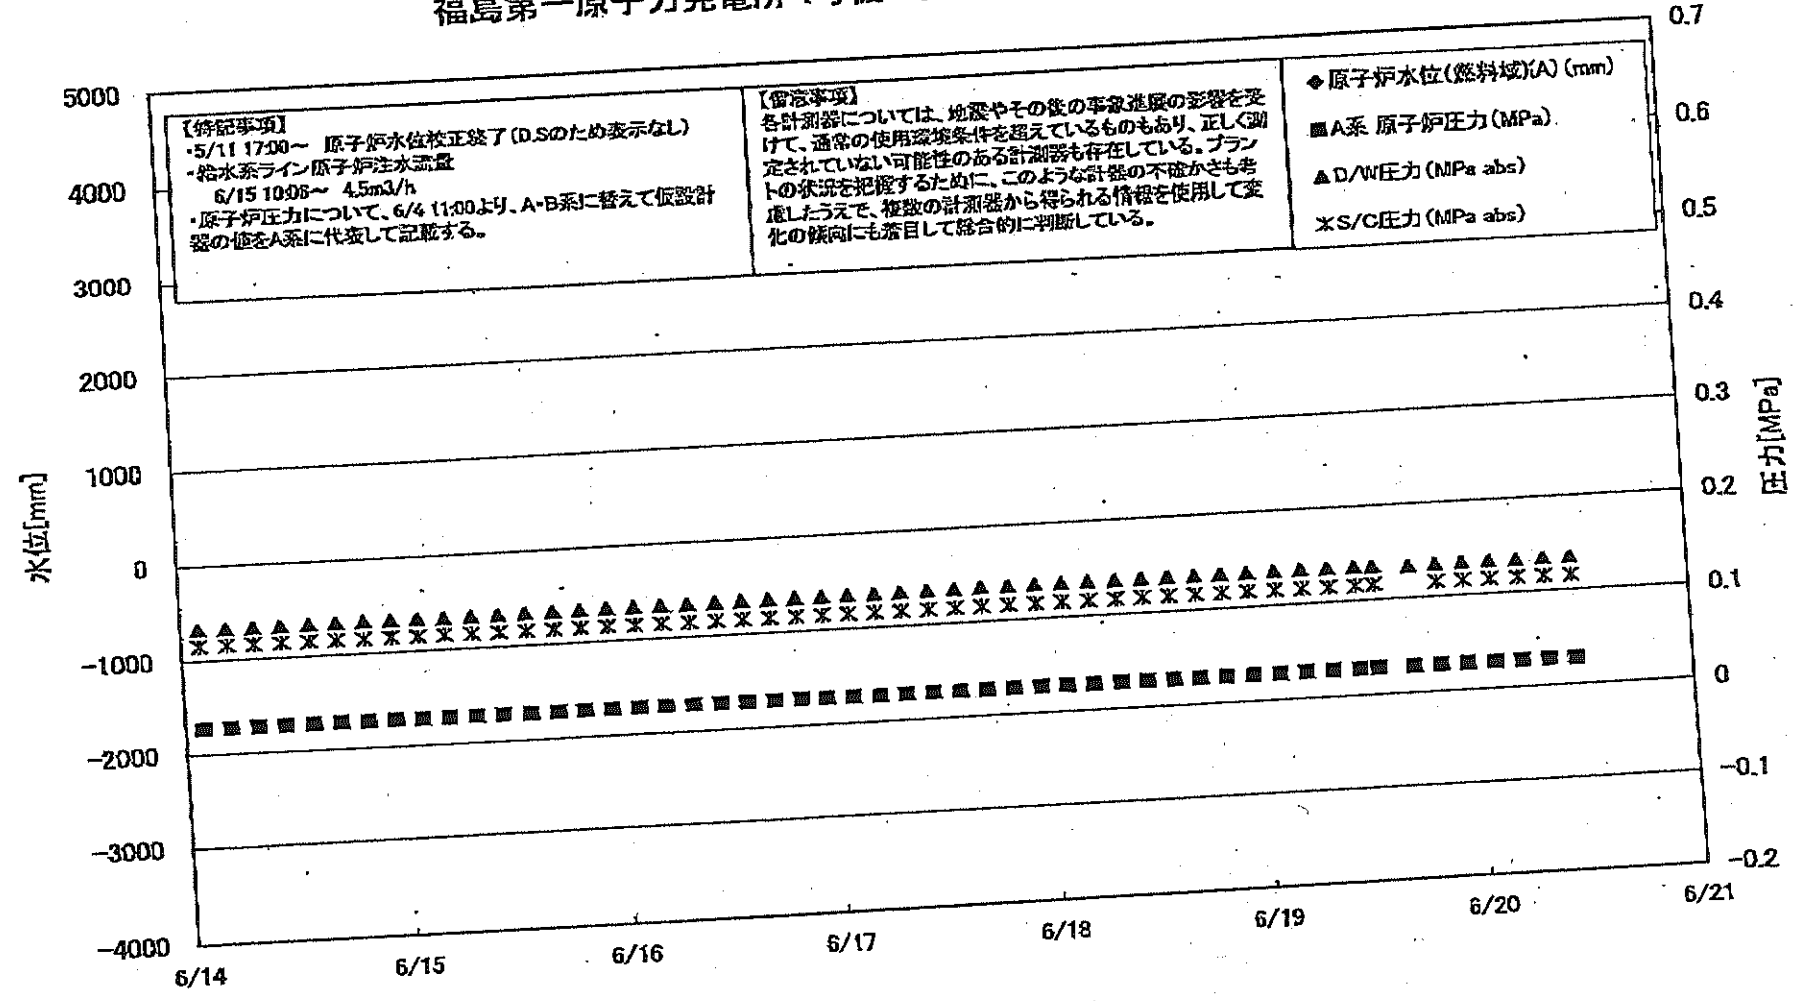 福島第一原子力発電所
0.7
5000
4000
3000
2000
1000
0
-1000
-2000
-3000
-4000
水位[mm]
【特記事項】
・5/11 17:00～ 原子炉水位校正終了(D.Sのため表示なし)
・給水系ライン原子炉注水流量
6/15 10:06～ 4.5m3/h
・原子炉圧力について、6/4 11:00より、A・B系に替えて仮設計
器の値をA系に代表して記載する。
【留意事項】
各計測器については、地震やその後の事象進展の影響を受
けて、通常の使用環境条件を超えているものもあり、正しく測
定されていない可能性のある計測器も存在している。プラン
トの状況を把握するために、このような計器の不確かさも考
慮したうえで、複数の計測器から得られる情報を使用して変
化の傾向にも着目して総合的に判断している。
◆原子炉水位(燃料域)(A)(mm)
■A系 原子炉圧力(MPa)
▲D/W圧力(MPa abs)
S/C圧力(MPa abs)
0.6
0.5
0.4
0.3
0.2
0.1
0
-0.1
-0.2
圧力[MPa]
6/14
6/15
6/16
6/17
6/18
6/19
6/20
6/21